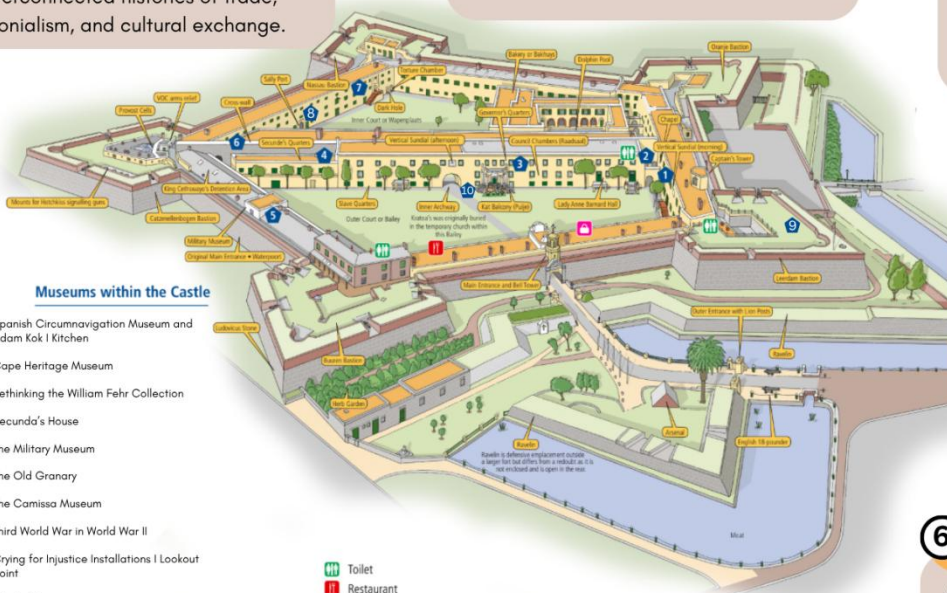 erconnected histories of trade,
onialism, and cultural exchange.
Oranje Bastion
Bakery or Bakhuys
Dolphin Pool
Torture Chamber
Nassau Bastion
Sally Port
7
VOC arms relief
Cross-wall
8
Dark Hole
Inner Court or Wapenplaats
Governor's Quarters
Provost Cells
Chapel
6
Secunde's Quarters
4
Vertical Sundial (afternoon)
Council Chambers (Raadsaal)
3
2
Vertical Sundial (morning)
Captain's Tower
1
King Cetshwayo's Detention Area
10
Mounts for Hotchkiss signalling guns
Slave Quarters
Inner Archway
Kat Balcony (Puije)
Lady Anne Barnard Hall
Catzenellenbogen Bastion
5
Outer Court or Bailey
Krotoa's was originally buried
in the temporary church within
this Bailey
9
Military Museum
Original Main Entrance • Waterpoort
Leerdam Bastion
Main Entrance and Bell Tower
Museums within the Castle
Outer Entrance with Lion Posts
panish Circumnavigation Museum and
dam Kok I Kitchen
Ludovicus Stone
Ravelin
Buuren Bastion
ape Heritage Museum
ethinking the William Fehr Collection
Herb Garden
ecunda's House
Arsenal
English 18-pounder
he Military Museum
Ravelin
Ravelin is defensive emplacement outside
a larger fort but differs from a redoubt as it is
not enclosed and is open in the rear.
he Old Granary
he Camissa Museum
hird World War in World War II
Moat
6
rying for Injustice Installations I Lookout
oint
Toilet
Restaurant